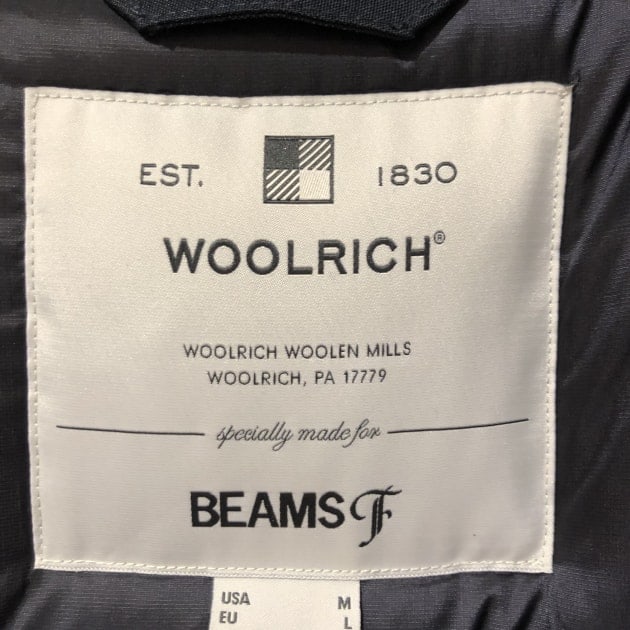 EST. 1830
WOOLRICH®
WOOLRICH WOOLEN MILLS
WOOLRICH, PA 17779
specially made for
BEAMS F
USA M
EU L